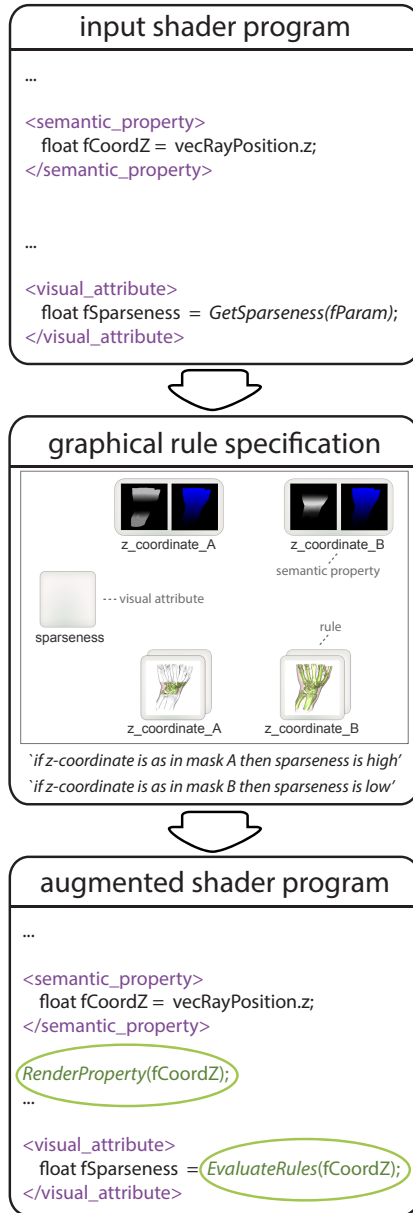 input shader program
...
<semantic_property>
float fCoordZ = vecRayPosition.z;
</semantic_property>
...
<visual_attribute>
float fSparseness = GetSparseness(fParam);
</visual_attribute>
graphical rule specification
z_coordinate_A z_coordinate_B
semantic property
visual attribute
sparseness
rule
z_coordinate_A z_coordinate_B
`if z-coordinate is as in mask A then sparseness is high’
`if z-coordinate is as in mask B then sparseness is low’
augmented shader program
...
<semantic_property>
float fCoordZ = vecRayPosition.z;
</semantic_property>
RenderProperty(fCoordZ);
...
<visual_attribute>
float fSparseness = EvaluateRules(fCoordZ);
</visual_attribute>